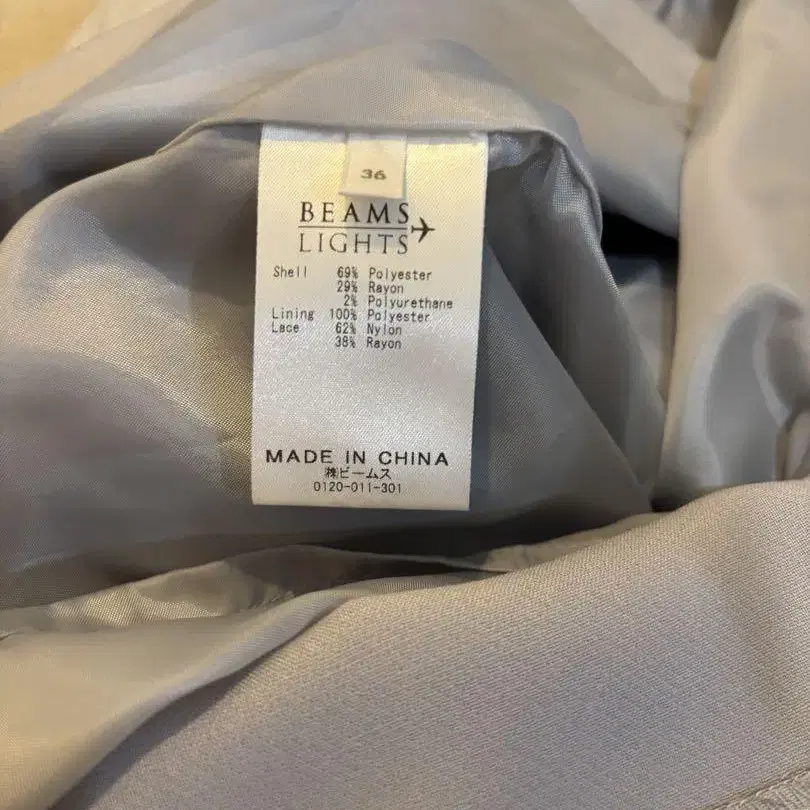 36
BEAMS
LIGHTS
Shell 69% Polyester
29% Rayon
2% Polyurethane
Lining 100% Polyester
Lace 62% Nylon
38% Rayon
MADE IN CHINA
㈱ビームス
0120-011-301